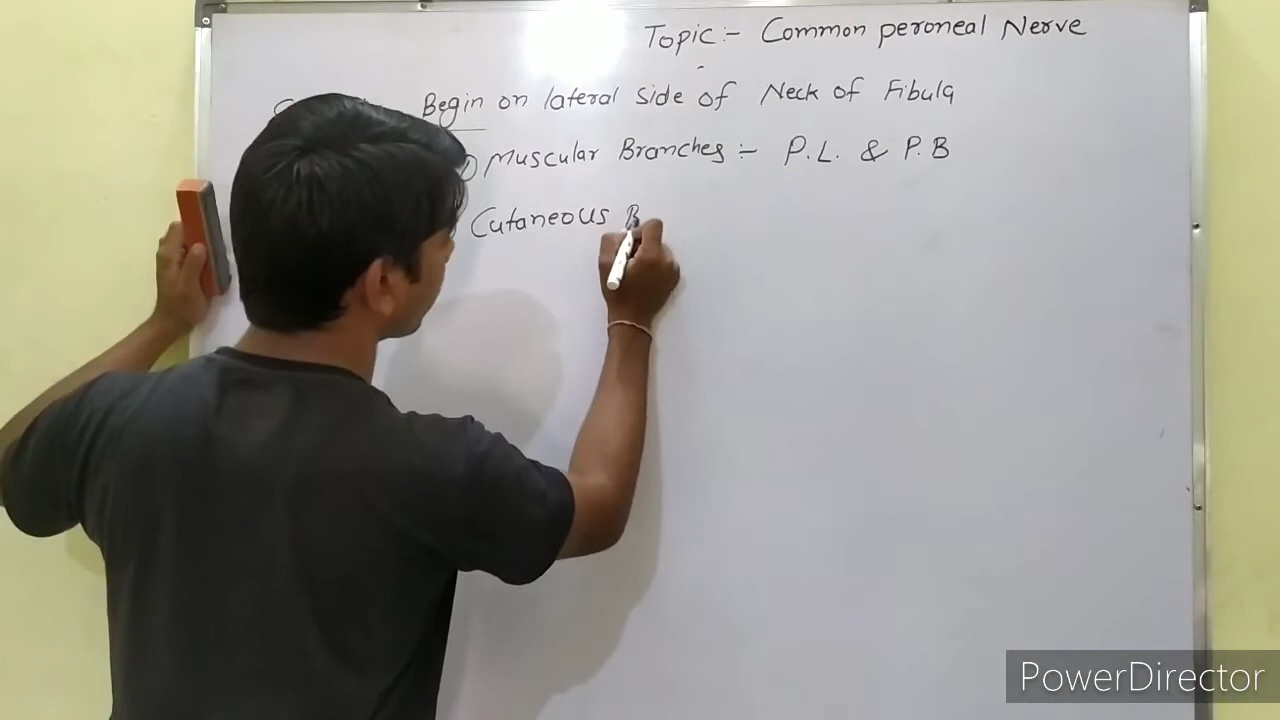 Topic :- Common peroneal Nerve
Begin on lateral side of Neck of Fibula
) Muscular Branches :- P.L. & P.B
Cutaneous B
PowerDirector